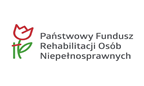 Państwowy Fundusz
Rehabilitacji Osób
Niepełnosprawnych